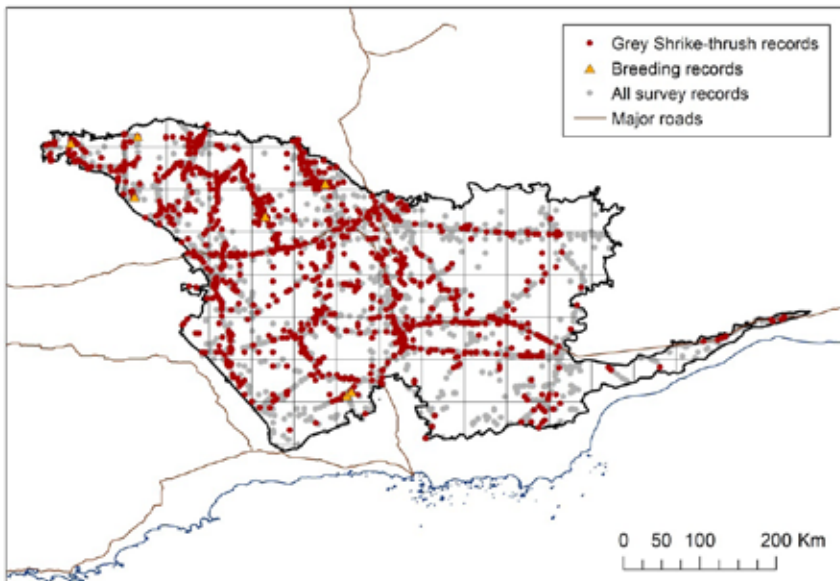 Grey Shrike-thrush records
Breeding records
All survey records
Major roads
0 50 100 200 Km